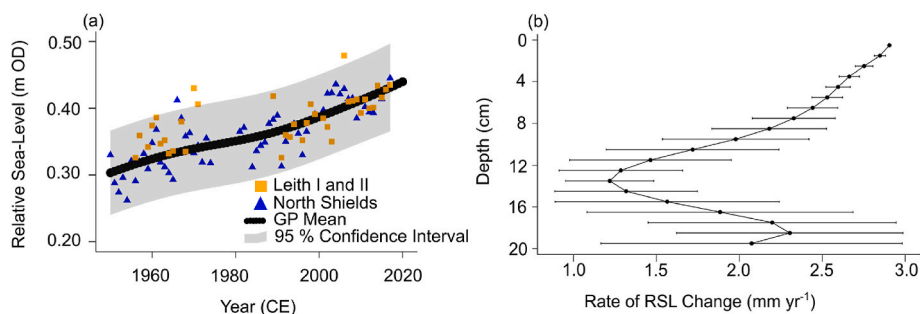 (a)
0.50
0.40
0.30
0.20
Relative Sea-Level (m OD)
Leith I and II
North Shields
GP Mean
95 % Confidence Interval
1960 1980 2000 2020
Year (CE)
(b)
0
4
8
12
16
20
Depth (cm)
1.0 1.5 2.0 2.5 3.0
Rate of RSL Change (mm yr⁻¹)